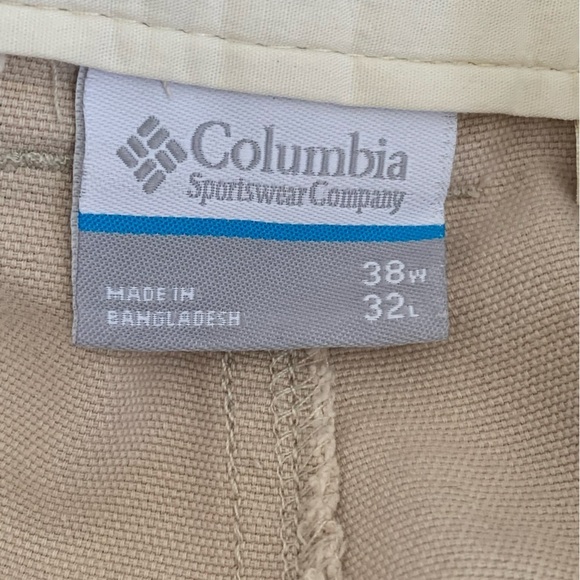 Columbia
Sportswear Company
38W
MADE IN 32L
BANGLADESH